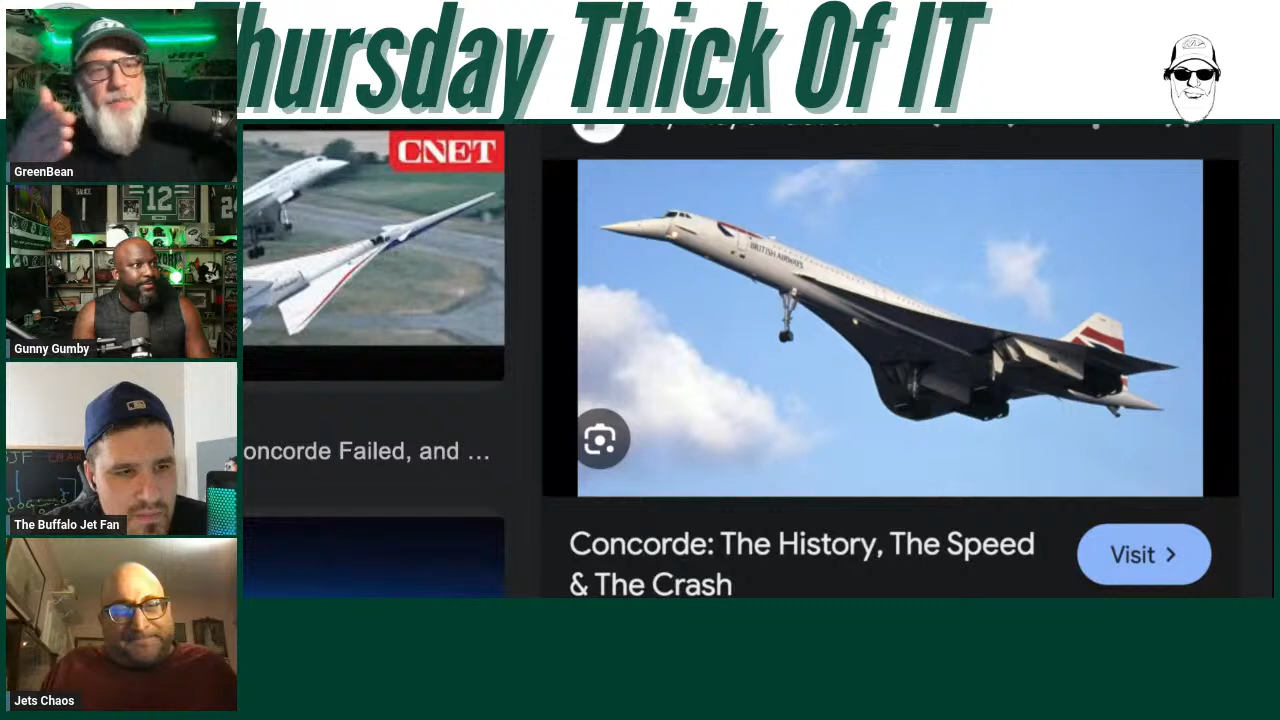 hursday Thick Of IT
GreenBean
Gunny Gumby
12
The Buffalo Jet Fan
Jets Chaos
CNET
oncorde Failed, and ...
BRITISH AIRWAYS
Concorde: The History, The Speed
& The Crash
Visit